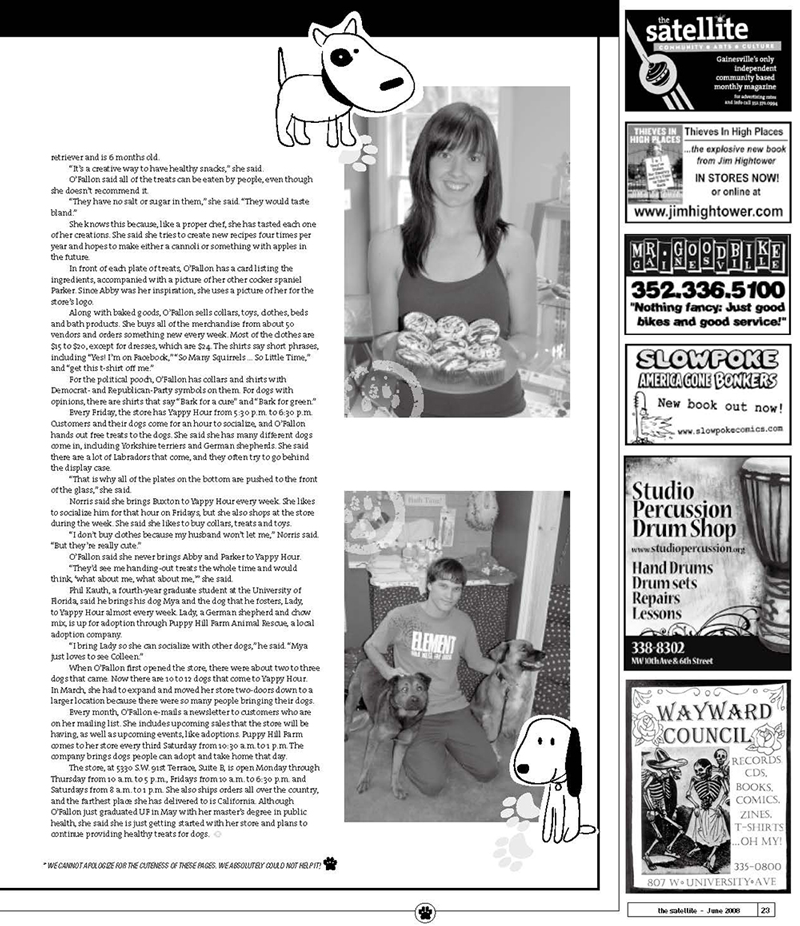 retriever and is 6 months old.
"It's a creative way to have healthy snacks," she said.
O'Fallon said all of the treats can be eaten by people, even though
she doesn't recommend it.
"They have no salt or sugar in them," she said. "They would taste
bland."
She knows this because, like a proper chef, she has tasted each one
of her creations. She said she tries to create new recipes four times per
year and hopes to make either a cannoli or something with apples in
the future.
In front of each plate of treats, O'Fallon has a card listing the
ingredients, accompanied with a picture of her other cocker spaniel
Parker. Since Abby was her inspiration, she uses a picture of her for the
store's logo.
Along with baked goods, O'Fallon sells collars, toys, clothes, beds
and bath products. She buys all of the merchandise from about 50
vendors and orders something new every week. Most of the clothes are
$15 to $20, except for dresses, which are $24. The shirts say short phrases,
including "Yes! I'm on Facebook," "So Many Squirrels ... So Little Time,"
and "get this t-shirt off me."
For the political pooch, O'Fallon has collars and shirts with
Democrat- and Republican-Party symbols on them. For dogs with
opinions, there are shirts that say "Bark for a cure" and "Bark for green."
Every Friday, the store has Yappy Hour from 5:30 p.m. to 6:30 p.m.
Customers and their dogs come for an hour to socialize, and O'Fallon
hands out free treats to the dogs. She said she has many different dogs
come in, including Yorkshire terriers and German shepherds. She said
there are a lot of Labradors that come, and they often try to go behind
the display case.
"That is why all of the plates on the bottom are pushed to the front
of the glass," she said.
Norris said she brings Buxton to Yappy Hour every week. She likes
to socialize him for that hour on Fridays, but she also shops at the store
during the week. She said she likes to buy collars, treats and toys.
"I don't buy clothes because my husband won't let me," Norris said.
"But they're really cute."
O'Fallon said she never brings Abby and Parker to Yappy Hour.
"They'd see me handing-out treats the whole time and would
think, 'what about me, what about me,'" she said.
Phil Kauth, a fourth-year graduate student at the University of
Florida, said he brings his dog Mya and the dog that he fosters, Lady,
to Yappy Hour almost every week. Lady, a German shepherd and chow
mix, is up for adoption through Puppy Hill Farm Animal Rescue, a local
adoption company.
"I bring Lady so she can socialize with other dogs," he said. "Mya
just loves to see Colleen."
When O'Fallon first opened the store, there were about two to three
dogs that came. Now there are 10 to 12 dogs that come to Yappy Hour.
In March, she had to expand and moved her store two-doors down to a
larger location because there were so many people bringing their dogs.
Every month, O'Fallon e-mails a newsletter to customers who are
on her mailing list. She includes upcoming sales that the store will be
having, as well as upcoming events, like adoptions. Puppy Hill Farm
comes to her store every third Saturday from 10:30 a.m. to 1 p.m. The
company brings dogs people can adopt and take home that day.
The store, at 5330 S.W. 91st Terrace, Suite B, is open Monday through
Thursday from 10 a.m. to 5 p.m., Fridays from 10 a.m. to 6:30 p.m. and
Saturdays from 8 a.m. to 1 p.m. She also ships orders all over the country,
and the farthest place she has delivered to is California. Although
O'Fallon just graduated UF in May with her master's degree in public
health, she said she is just getting started with her store and plans to
continue providing healthy treats for dogs.
* WE CANNOT APOLOGIZE FOR THE CUTENESS OF THESE PAGES. WE ABSOLUTELY COULD NOT HELP IT!
Bath Time!
ELEMENT
the
satellite
COMMUNITY & ARTS & CULTURE
Gainesville's only
independent
community based
monthly magazine
for advertising rates
and info call 352.371.0994
THIEVES IN
HIGH PLACES
Thieves In High Places
...the explosive new book
from Jim Hightower
IN STORES NOW!
or online at
www.jimhightower.com
MR. GOODBIKE
GAINESVILLE
352.336.5100
"Nothing fancy: Just good
bikes and good service!"
SLOWPOKE
AMERICA GONE BONKERS
New book out now!
www.slowpokecomics.com
Studio
Percussion
Drum Shop
www.studiopercussion.org
Hand Drums
Drum sets
Repairs
Lessons
338-8302
NW 10th Ave & 6th Street
WAYWARD
COUNCIL
RECORDS
CDS,
BOOKS,
COMICS,
ZINES,
T-SHIRTS
...OH MY!
335-0800
807 W • UNIVERSITY • AVE
the satellite - June 2008 23